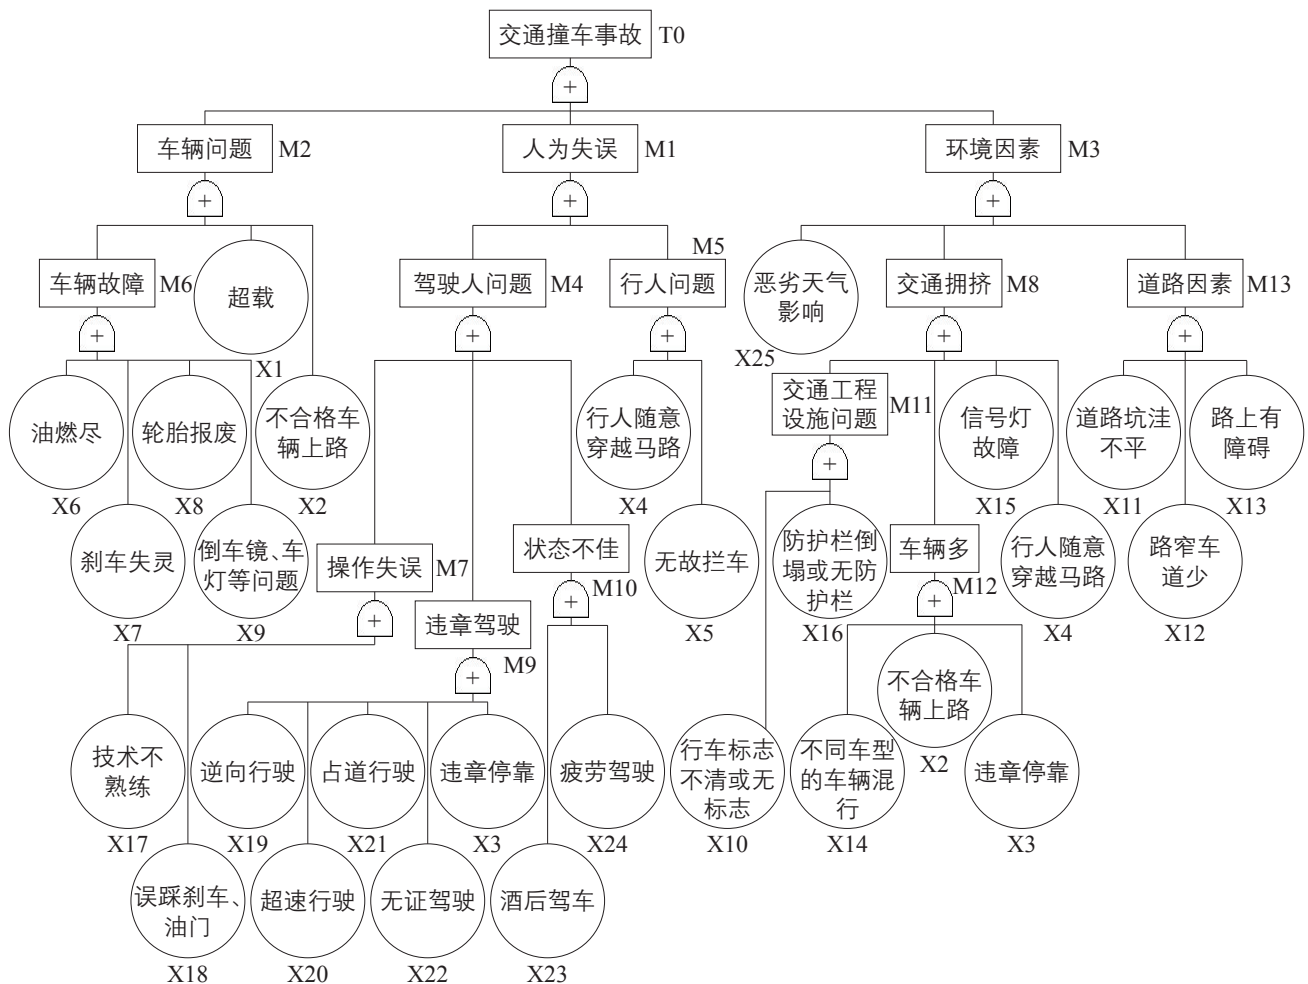 交通撞车事故 T0
+
车辆问题 M2
人为失误 M1
环境因素 M3
+
+
+
车辆故障 M6
超载
X1
驾驶人问题 M4
M5
行人问题
恶劣天气
影响
X25
交通拥挤 M8
道路因素 M13
+
+
+
+
+
油燃尽
X6
轮胎报废
X8
不合格车
辆上路
X2
行人随意
穿越马路
X4
交通工程
设施问题
M11
+
信号灯
故障
X15
道路坑洼
不平
X11
路上有
障碍
X13
刹车失灵
X7
倒车镜、车
灯等问题
X9
操作失误 M7
+
状态不佳
M10
+
无故拦车
X5
防护栏倒
塌或无防
护栏
X16
车辆多
M12
+
行人随意
穿越马路
X4
路窄车
道少
X12
违章驾驶
M9
+
不合格车
辆上路
X2
技术不
熟练
X17
逆向行驶
X19
占道行驶
X21
违章停靠
X3
疲劳驾驶
X24
行车标志
不清或无
标志
X10
不同车型
的车辆混
行
X14
违章停靠
X3
误踩刹车、
油门
X18
超速行驶
X20
无证驾驶
X22
酒后驾车
X23